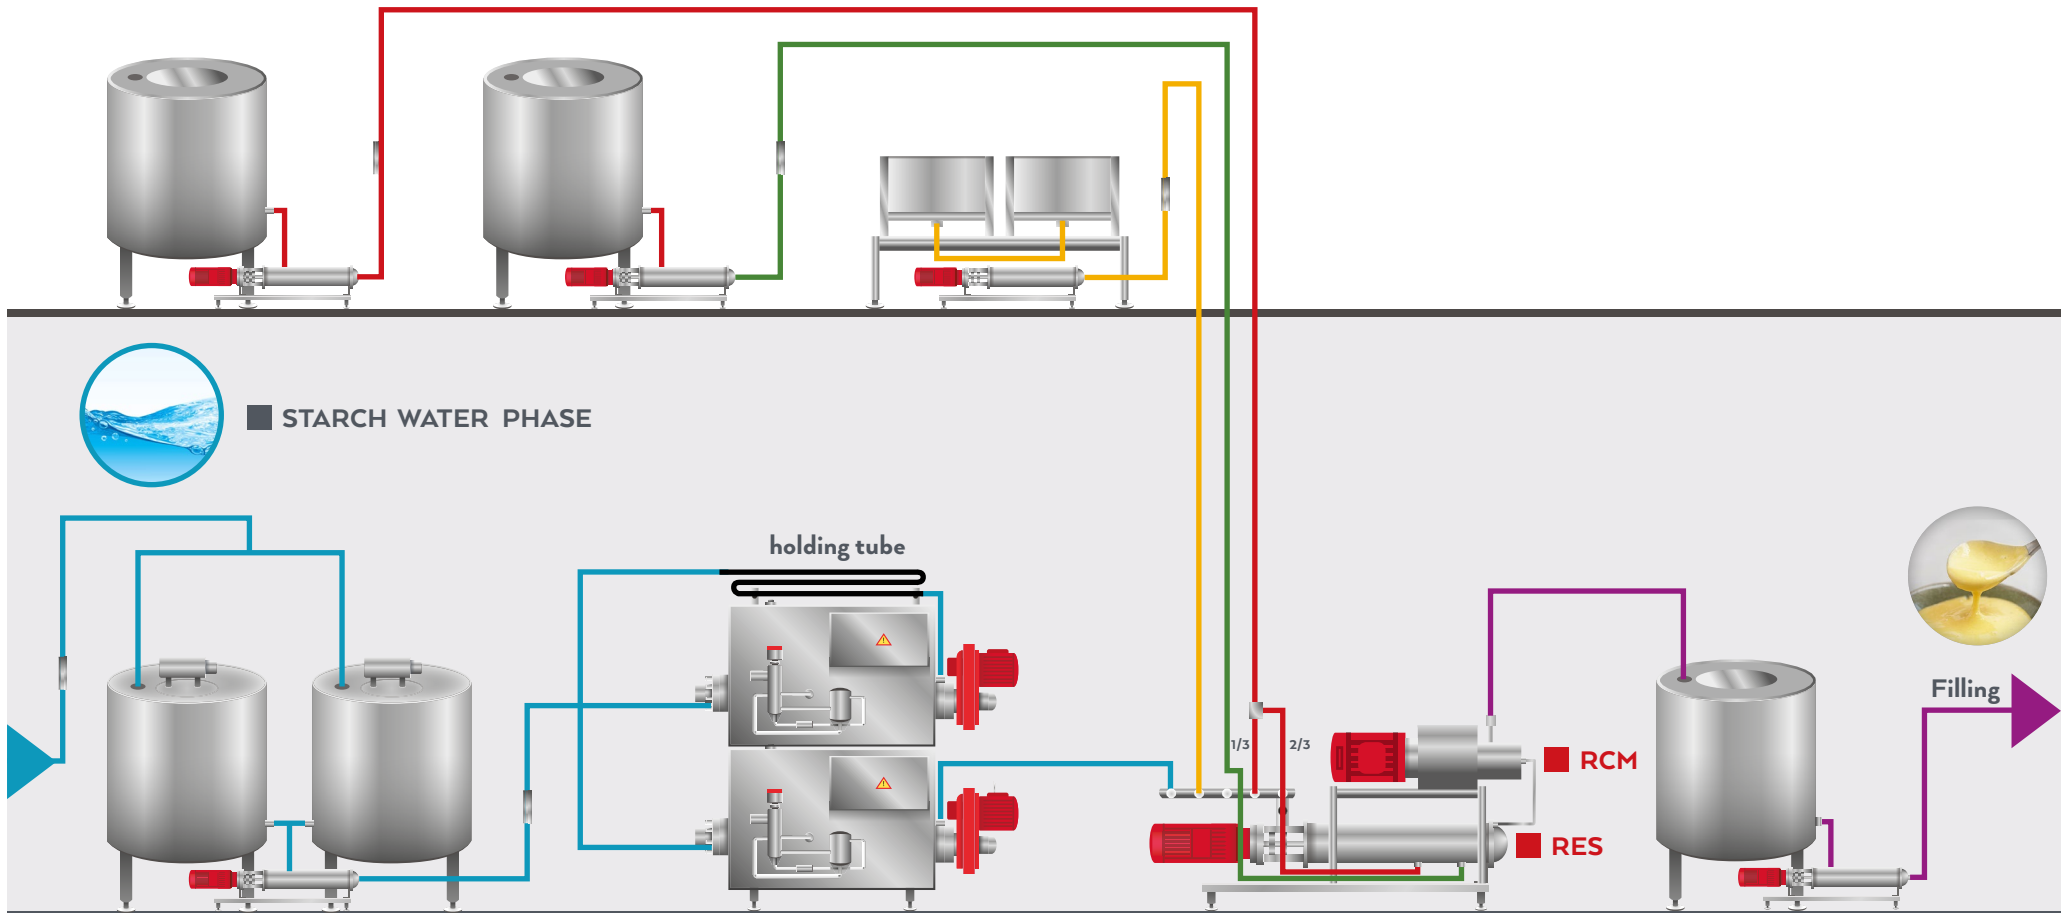 STARCH WATER PHASE
holding tube
Filling
1/3
2/3
RCM
RES